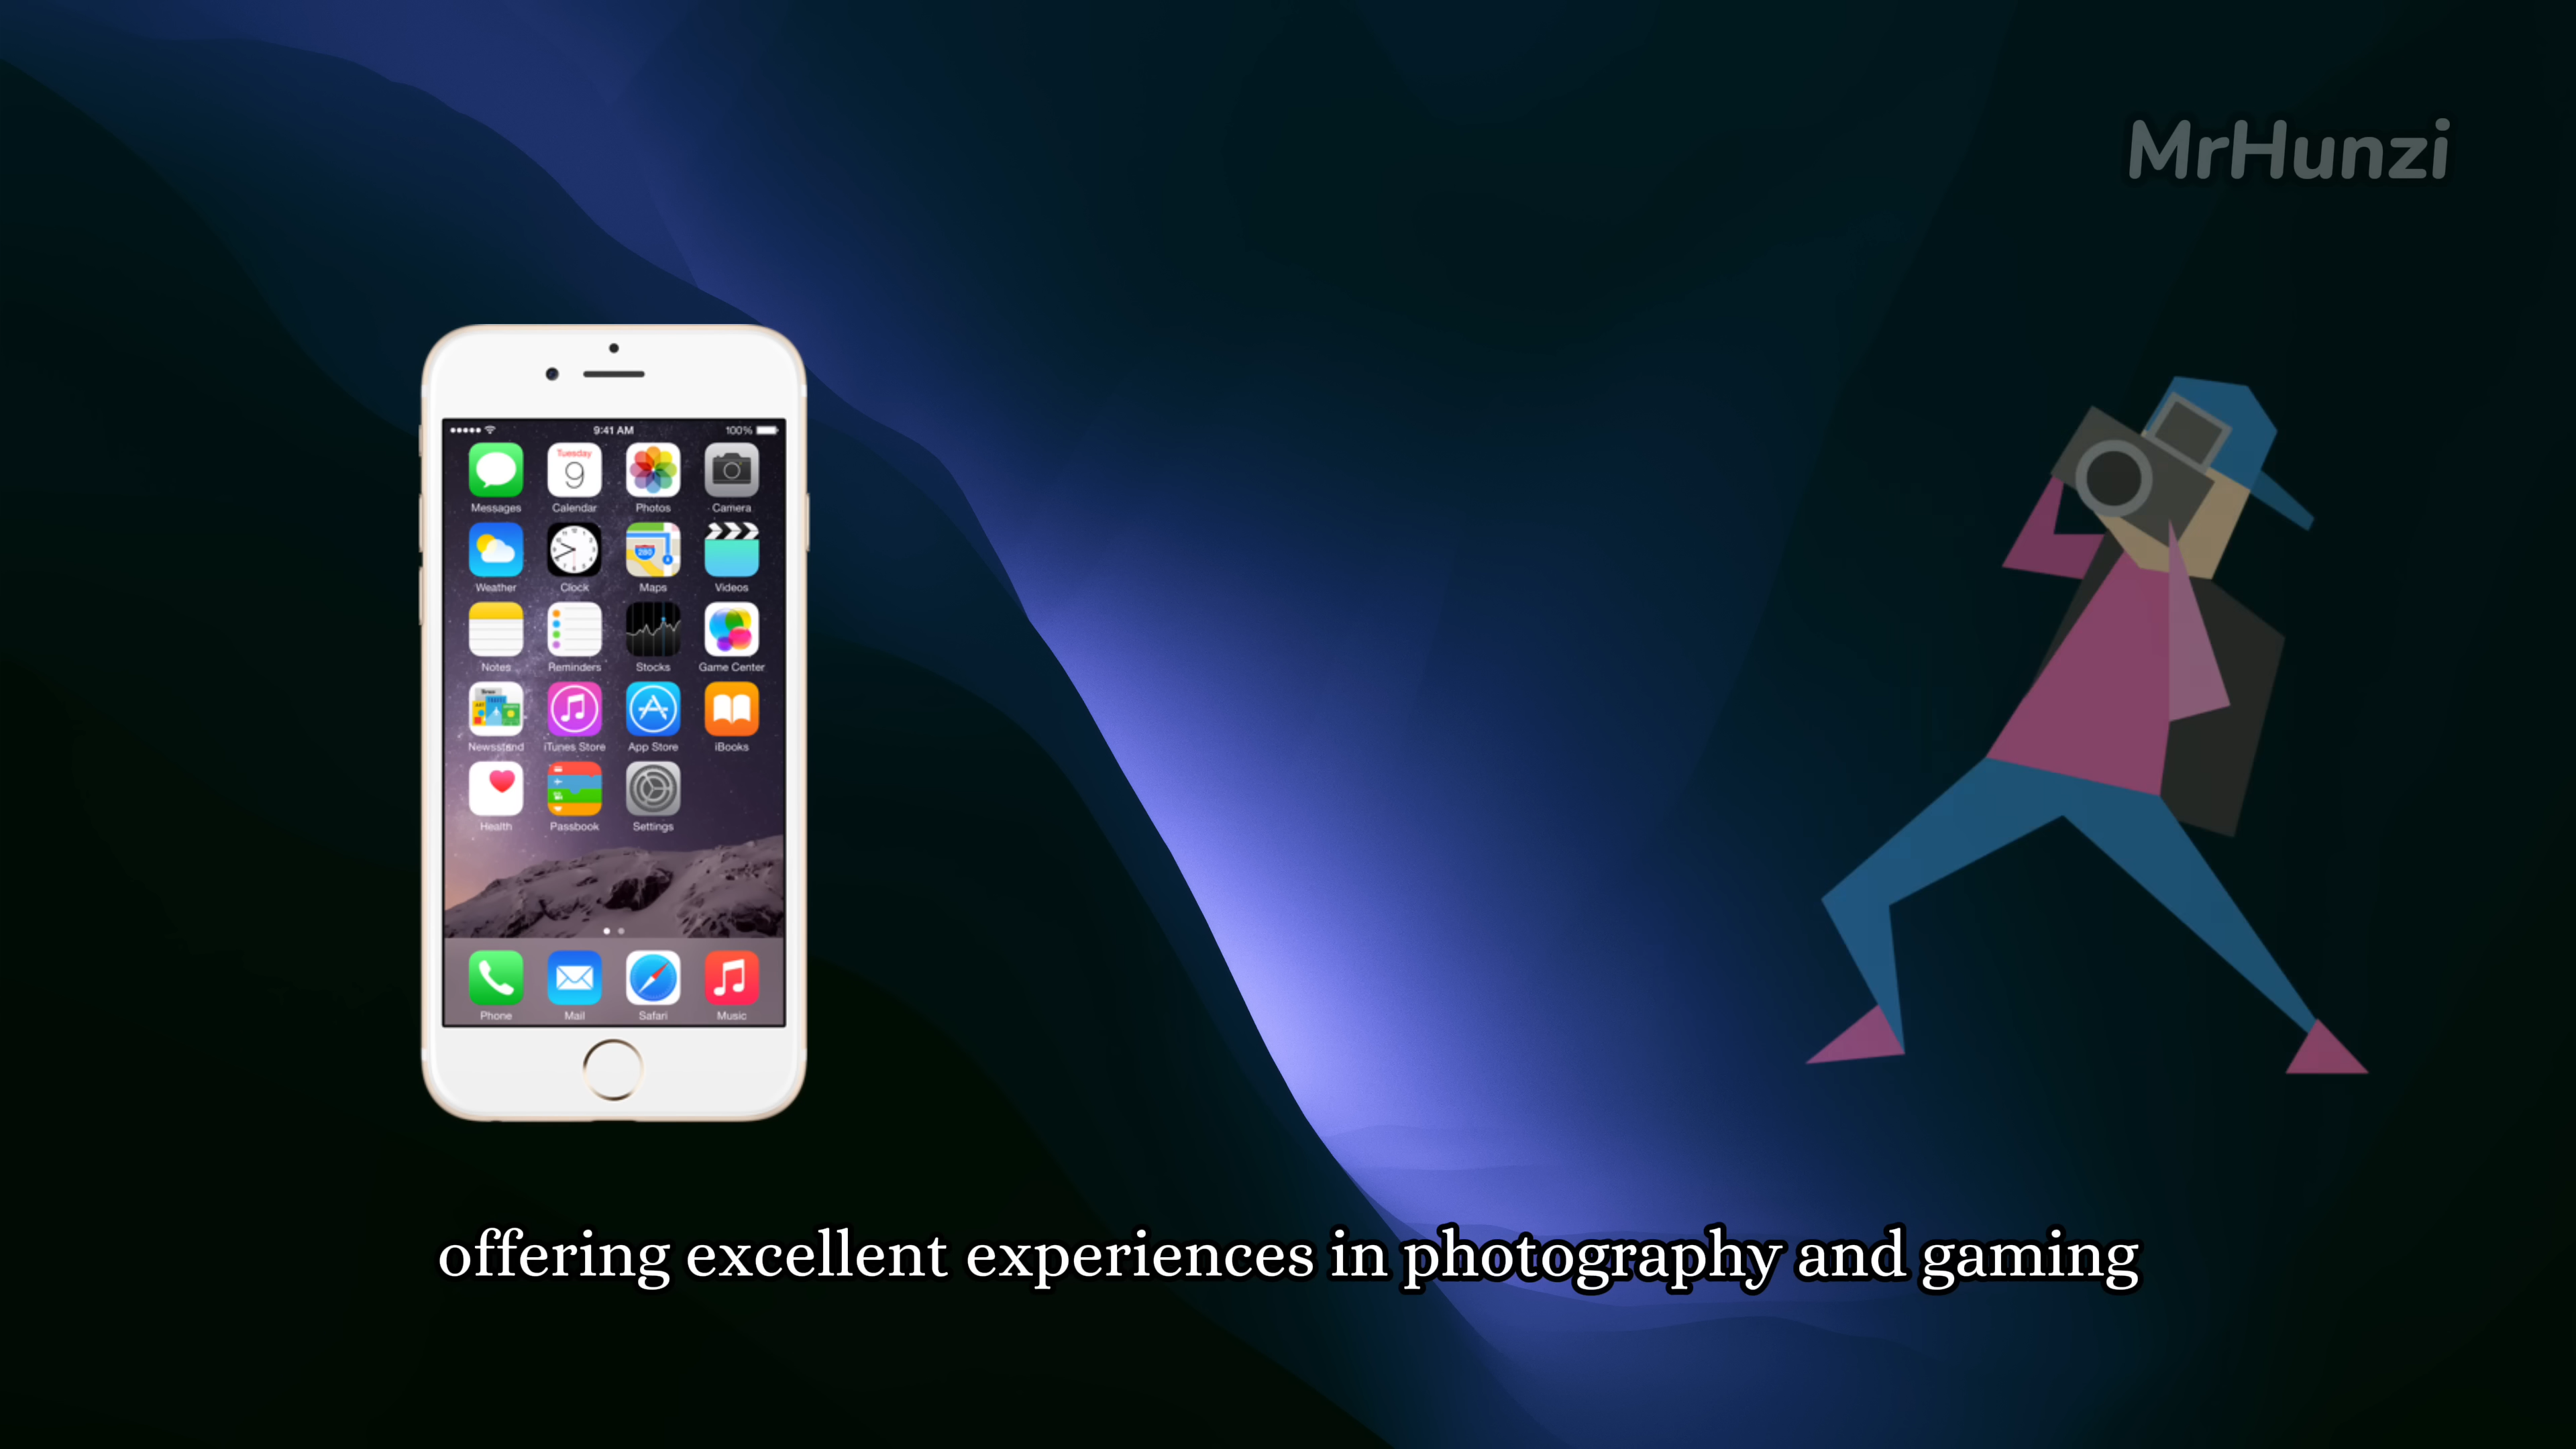 MrHunzi
9:41 AM 100%
Tuesday
9
Messages Calendar Photos Camera
280
Weather Clock Maps Videos
Notes Reminders Stocks Game Center
Newsstand iTunes Store App Store iBooks
Health Passbook Settings
Phone Mail Safari Music
offering excellent experiences in photography and gaming